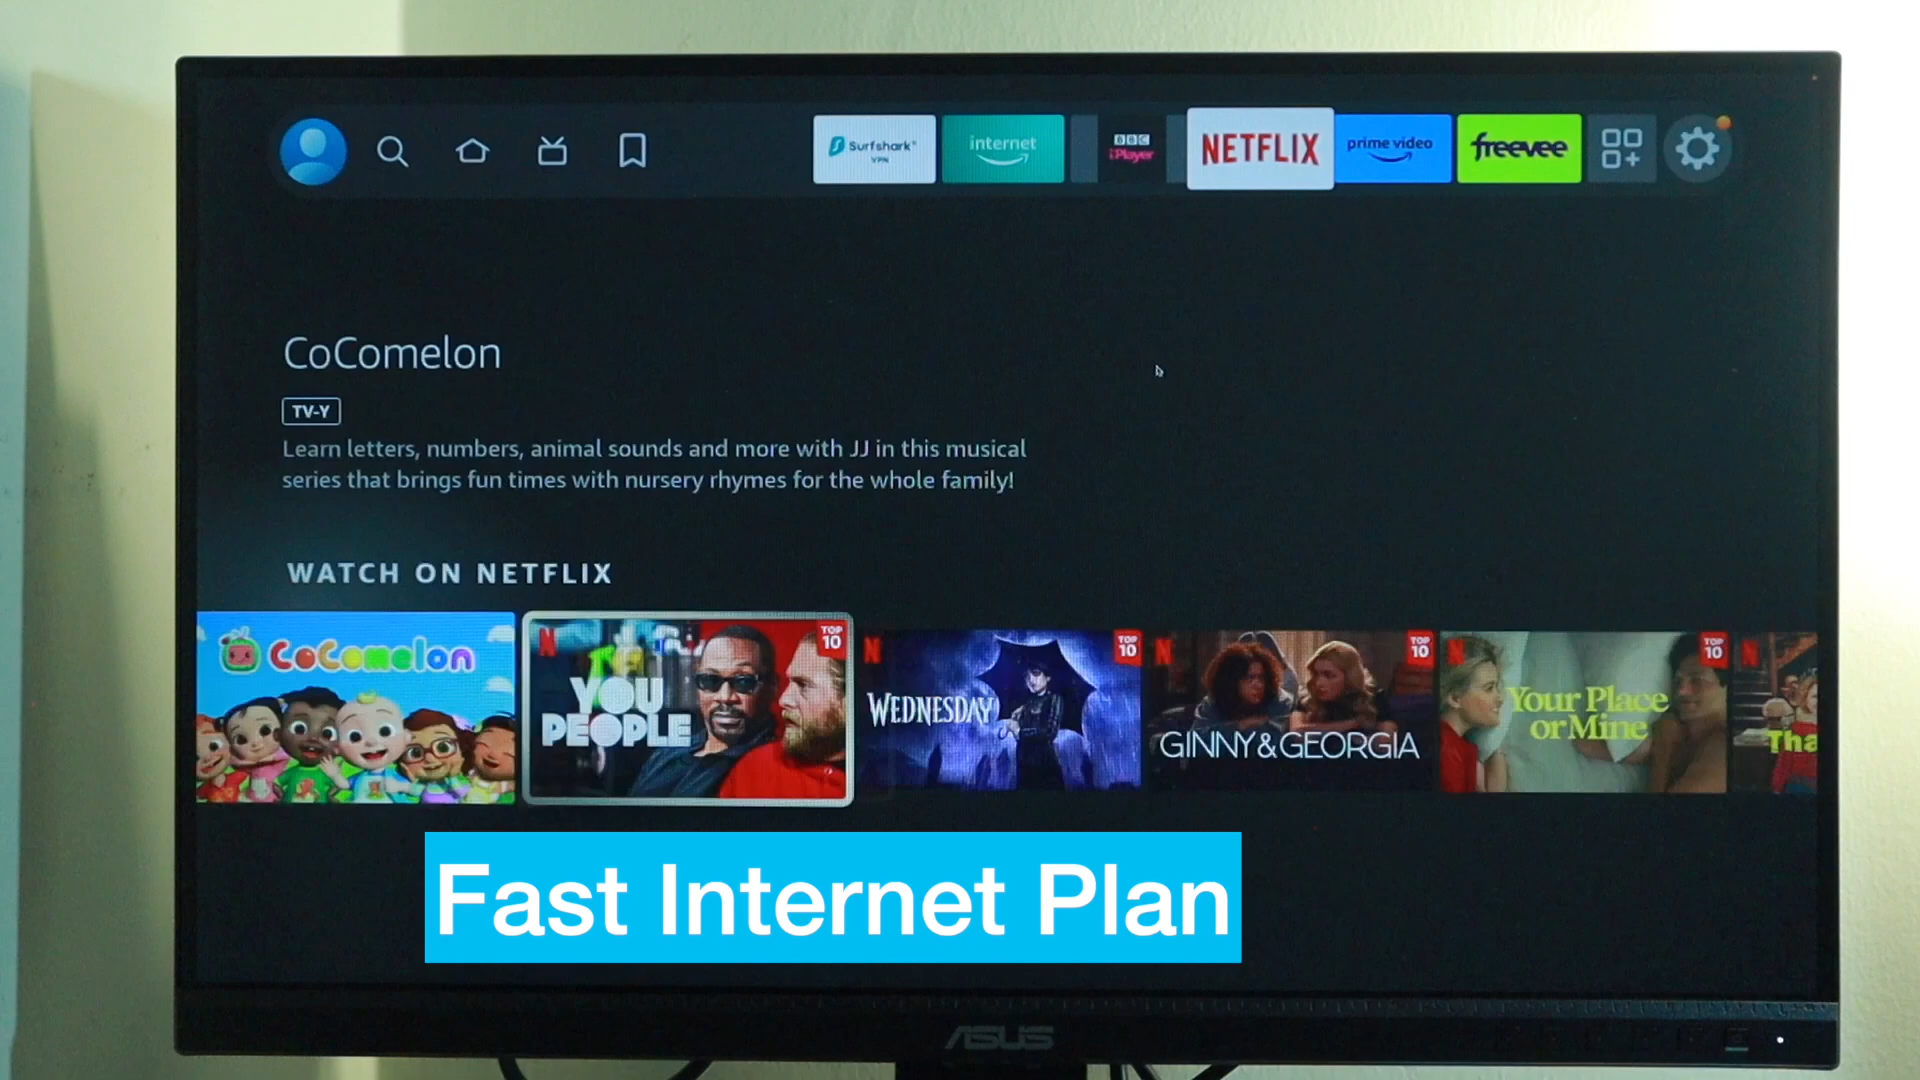 Surfshark®
VPN
internet
BBC
iPlayer
NETFLIX
prime video
freevee
CoComelon
TV-Y
Learn letters, numbers, animal sounds and more with JJ in this musical
series that brings fun times with nursery rhymes for the whole family!
WATCH ON NETFLIX
CoComelon
N
YOU
PEOPLE
TOP
10
N
WEDNESDAY
TOP
10
N
GINNY & GEORGIA
TOP
10
N
Your Place
or Mine
TOP
10
N
Tha
Fast Internet Plan
ASUS